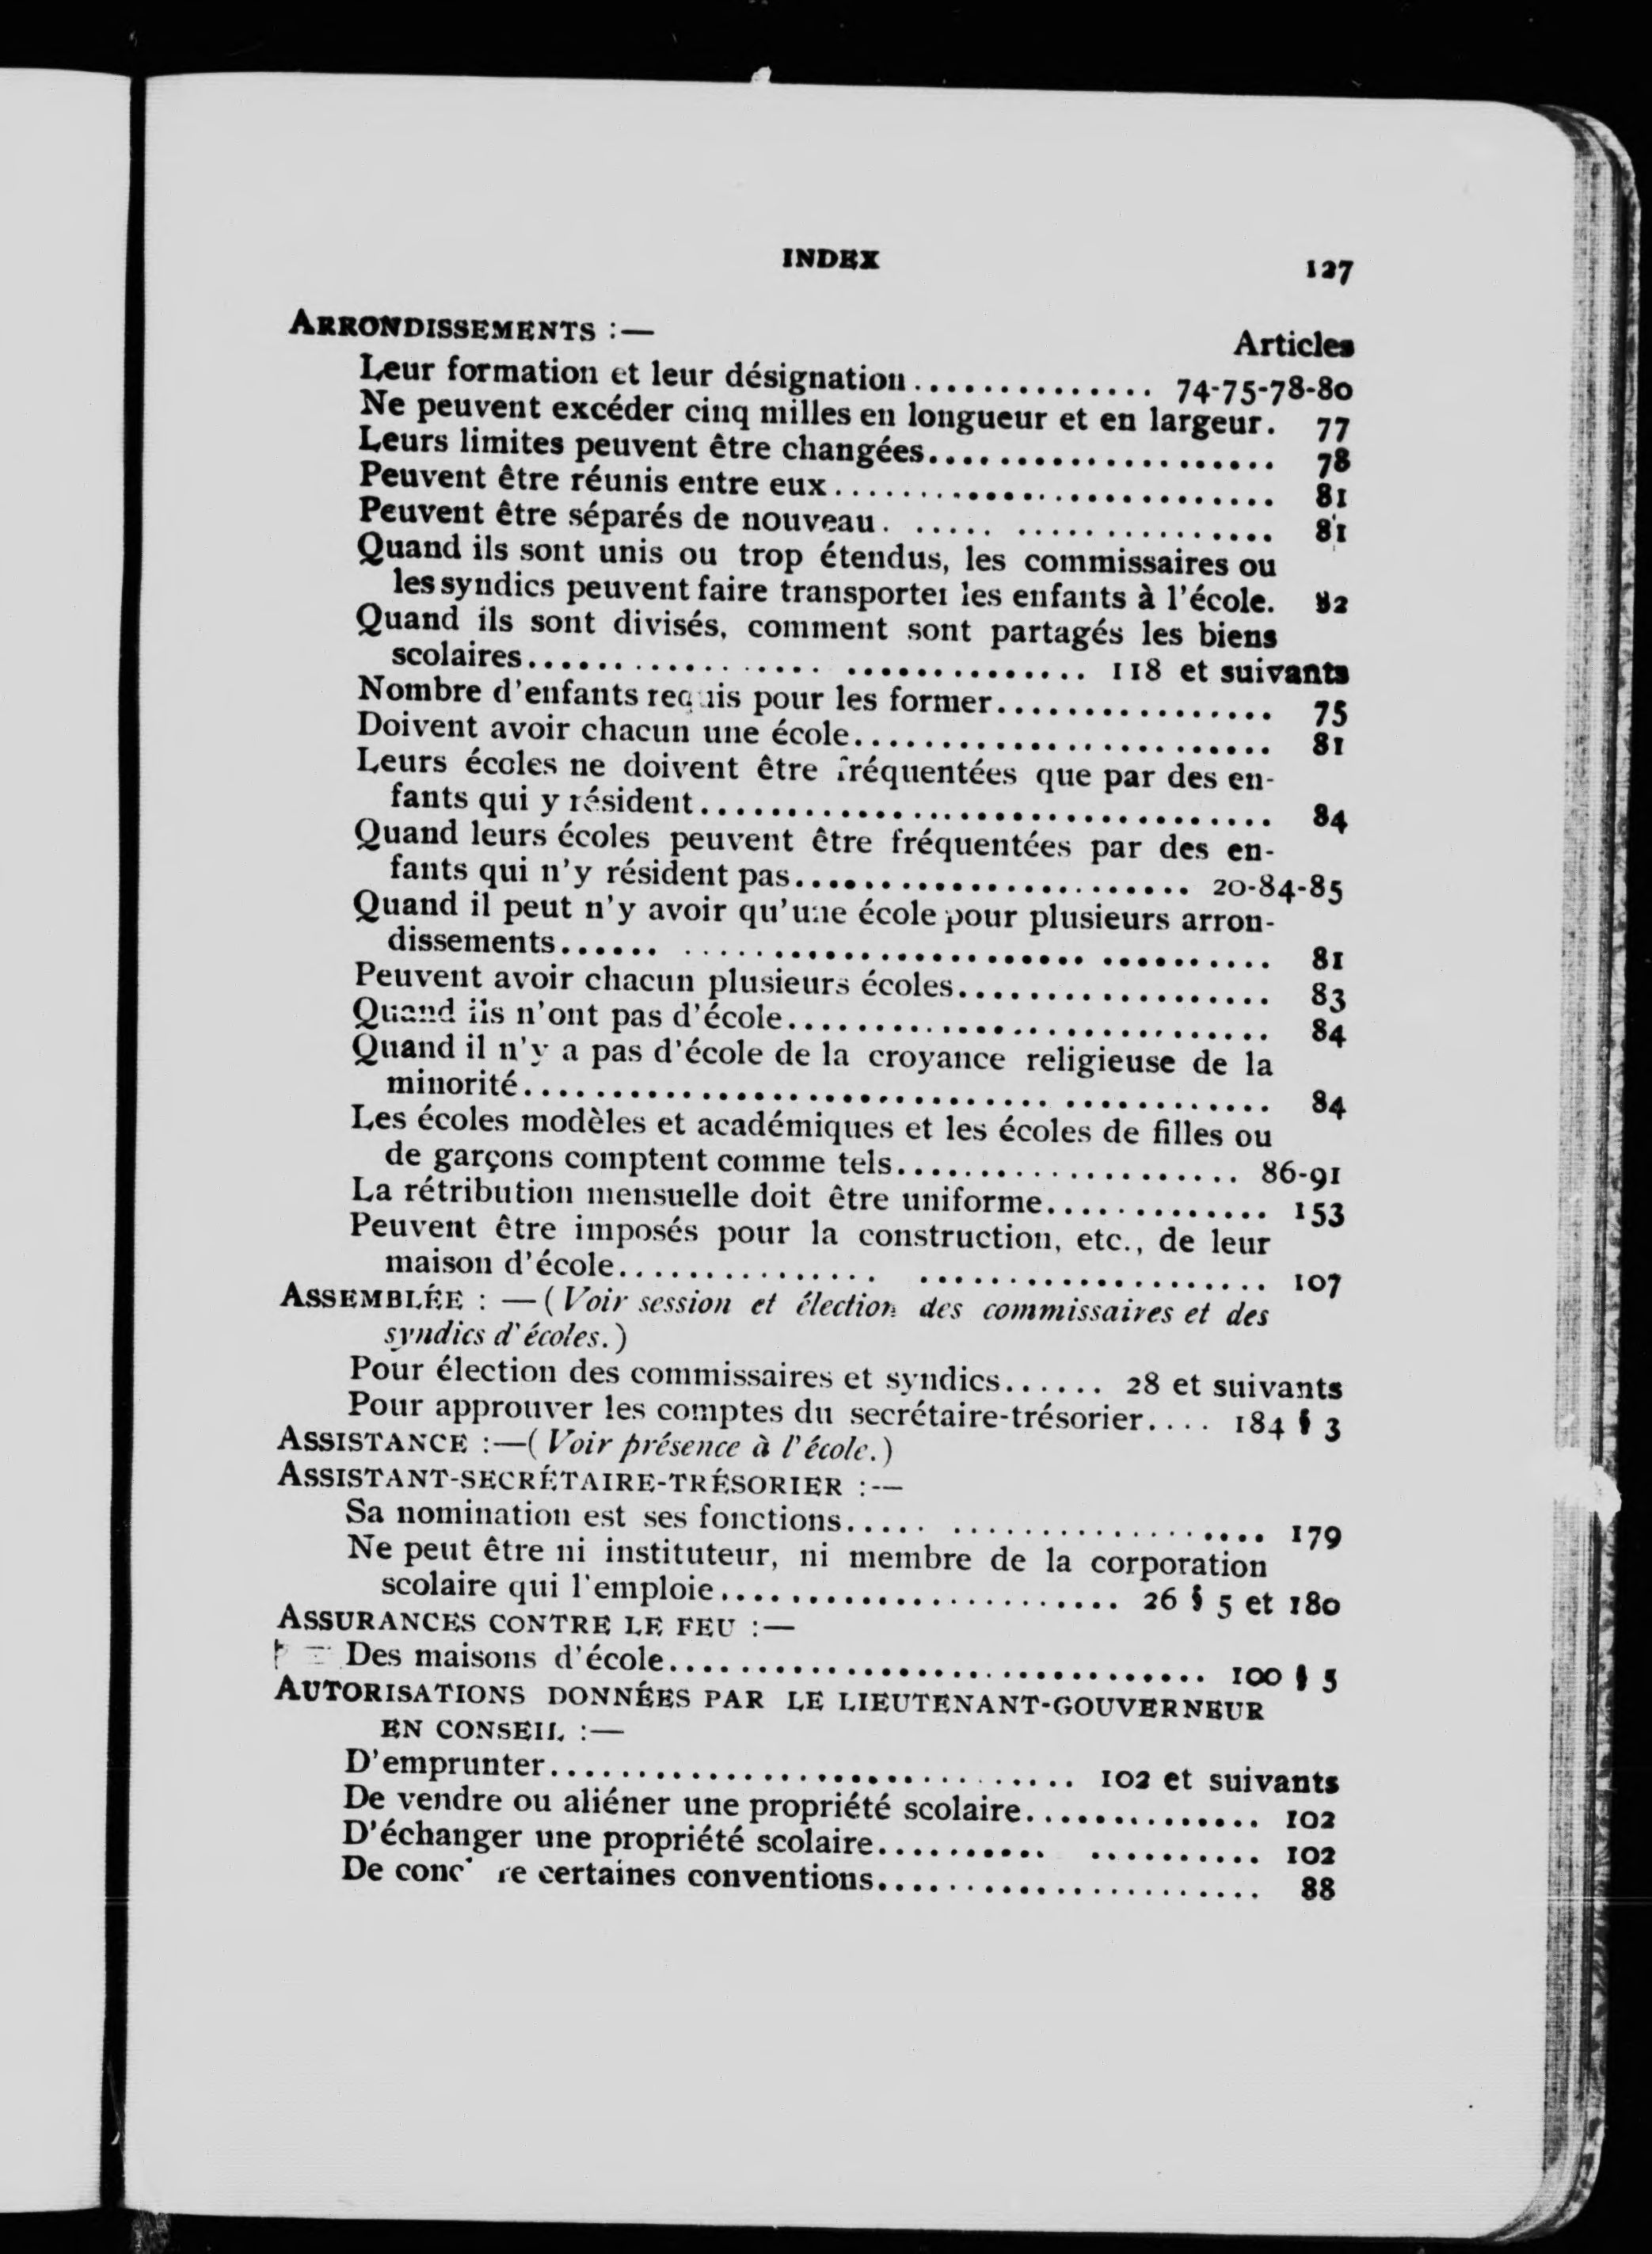 INDEX 127
ARRONDISSEMENTS :—
Articles
Leur formation et leur désignation .............. 74-75-78-80
Ne peuvent excéder cinq milles en longueur et en largeur. 77
Leurs limites peuvent être changées.................... 78
Peuvent être réunis entre eux.......................... 81
Peuvent être séparés de nouveau. ..... ............... 81
Quand ils sont unis ou trop étendus, les commissaires ou
les syndics peuvent faire transporter les enfants à l'école. 82
Quand ils sont divisés, comment sont partagés les biens
scolaires.................. .............. 118 et suivants
Nombre d'enfants requis pour les former................ 75
Doivent avoir chacun une école........................ 81
Leurs écoles ne doivent être fréquentées que par des en-
fants qui y résident................................. 84
Quand leurs écoles peuvent être fréquentées par des en-
fants qui n'y résident pas....................... 20-84-85
Quand il peut n'y avoir qu'une école pour plusieurs arron-
dissements...... ....................... .......... 81
Peuvent avoir chacun plusieurs écoles.................. 83
Quand ils n'ont pas d'école............................ 84
Quand il n'y a pas d'école de la croyance religieuse de la
minorité.............................. ............ 84
Les écoles modèles et académiques et les écoles de filles ou
de garçons comptent comme tels.................... 86-91
La rétribution mensuelle doit être uniforme............. 153
Peuvent être imposés pour la construction, etc., de leur
maison d'école............... .................... 107
ASSEMBLÉE : —(Voir session et élection des commissaires et des
syndics d'écoles.)
Pour élection des commissaires et syndics...... 28 et suivants
Pour approuver les comptes du secrétaire-trésorier.... 184 § 3
ASSISTANCE :—(Voir présence à l'école.)
ASSISTANT-SECRÉTAIRE-TRÉSORIER :—
Sa nomination est ses fonctions..... .................. 179
Ne peut être ni instituteur, ni membre de la corporation
scolaire qui l'emploie....................... 26 § 5 et 180
ASSURANCES CONTRE LE FEU :—
Des maisons d'école............................... 100 § 5
AUTORISATIONS DONNÉES PAR LE LIEUTENANT-GOUVERNEUR
EN CONSEIL :—
D'emprunter.............................. 102 et suivants
De vendre ou aliéner une propriété scolaire.............. 102
D'échanger une propriété scolaire.......... .......... 102
De certaines conventions...................... 88